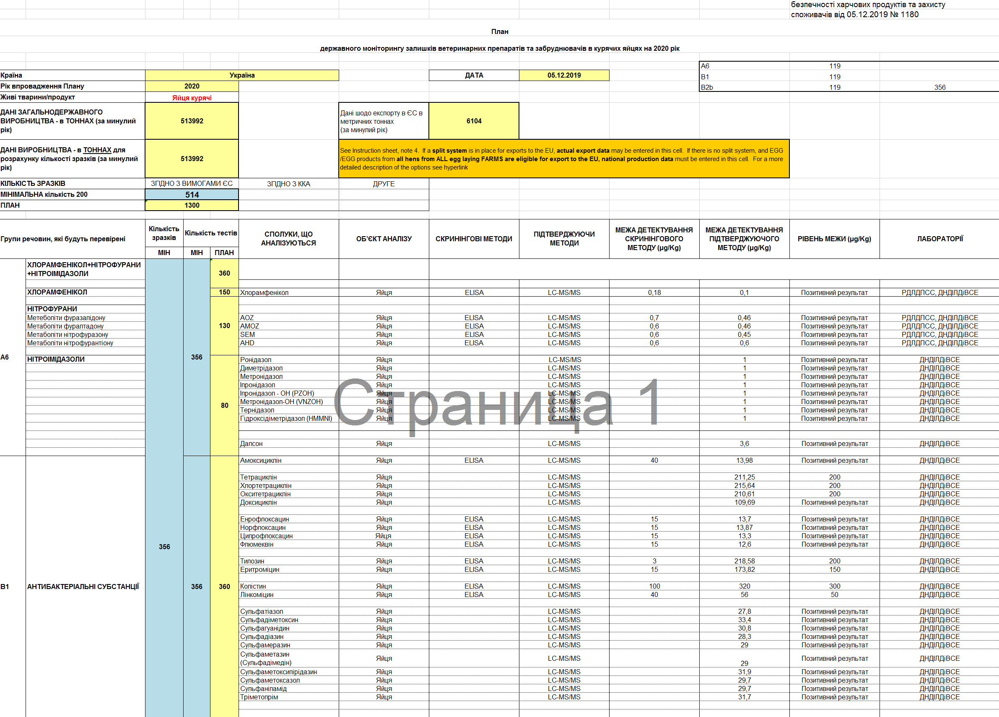 безпечності харчових продуктів та захисту
споживачів від 05.12.2019 № 1180
План
державного моніторингу залишків ветеринарних препаратів та забруднювачів в курячих яйцях на 2020 рік
А6 119
Країна Україна ДАТА 05.12.2019 В1 119
Рік впровадження Плану 2020 В2b 119 356
Живі тварини/продукт Яйця курячі
ДАНІ ЗАГАЛЬНОДЕРЖАВНОГО
ВИРОБНИЦТВА - в ТОННАХ (за минулий
рік)
513992
Дані шодо експорту в ЄС в
метричних тоннах
(за минулий рік)
6104
ДАНІ ВИРОБНИЦТВА - в ТОННАХ для
розрахунку кількості зразків (за минулий
рік)
513992
See Instruction sheet, note 4. If a split system is in place for exports to the EU, actual export data may be entered in this cell. If there is no split system, and EGG
/EGG products from all hens from ALL egg laying FARMS are eligible for export to the EU, national production data must be entered in this cell. For a more
detailed description of the options see hyperlink
КІЛЬКІСТЬ ЗРАЗКІВ ЗГІДНО З ВИМОГАМИ ЄС ЗГІДНО З ККА ДРУГЕ
МІНІМАЛЬНА кількість 200 514
ПЛАН 1300
Групи речовин, які будуть перевірені
Кількість
зразків
МІН
Кількість тестів
МІН ПЛАН
СПОЛУКИ, ЩО
АНАЛІЗУЮТЬСЯ
ОБ’ЄКТ АНАЛІЗУ
СКРИНІНГОВІ МЕТОДИ
ПІДТВЕРДЖУЮЧИ
МЕТОДИ
МЕЖА ДЕТЕКТУВАННЯ
СКРИНІНГОВОГО
МЕТОДУ (µg/Kg)
МЕЖА ДЕТЕКТУВАННЯ
ПІДТВЕРДЖУЮЧОГО
МЕТОДУ (µg/Kg)
РІВЕНЬ МЕЖИ (µg/Kg)
ЛАБОРАТОРІЇ
ХЛОРАМФЕНІКОЛ+НІТРОФУРАНИ
+НІТРОІМІДАЗОЛИ
360
ХЛОРАМФЕНІКОЛ 150 Хлорамфенікол Яйця ELISA LC-MS/MS 0,18 0,1 Позитивний результат РДЛДПСС, ДНДІЛДіВСЕ
НІТРОФУРАНИ
Метеболіти фуразалідону AOZ Яйця ELISA LC-MS/MS 0,7 0,46 Позитивний результат РДЛДПСС, ДНДІЛДіВСЕ
Метаболіти фуралтадону 130 AMOZ Яйця ELISA LC-MS/MS 0,6 0,46 Позитивний результат РДЛДПСС, ДНДІЛДіВСЕ
Метаболіти нітрофуразону SEM Яйця ELISA LC-MS/MS 0,6 0,45 Позитивний результат РДЛДПСС, ДНДІЛДіВСЕ
Метаболіти нітрофурантіону AHD Яйця ELISA LC-MS/MS 0,6 0,6 Позитивний результат РДЛДПСС, ДНДІЛДіВСЕ
А6 НІТРОІМІДАЗОЛИ 356 Ронідазол Яйця LC-MS/MS 1 Позитивний результат ДНДІЛДіВСЕ
Диметрідазол Яйця LC-MS/MS 1 Позитивний результат ДНДІЛДіВСЕ
Метронідазол Яйця LC-MS/MS 1 Позитивний результат ДНДІЛДіВСЕ
Іпронідазол Яйця LC-MS/MS 1 Позитивний результат ДНДІЛДіВСЕ
Іпронідазол - ОН (PZOH) Яйця LC-MS/MS 1 Позитивний результат ДНДІЛДіВСЕ
Страница 1
80 Метронідазол-ОН (VNZOH) Яйця LC-MS/MS 1 Позитивний результат ДНДІЛДіВСЕ
Тернідазол Яйця LC-MS/MS 1 Позитивний результат ДНДІЛДіВСЕ
Гідроксідіметрідазол (HMMNI) Яйця LC-MS/MS 1 Позитивний результат ДНДІЛДіВСЕ
Дапсон Яйця LC-MS/MS 3,6 Позитивний результат ДНДІЛДіВСЕ
Амоксициклін Яйця ELISA LC-MS/MS 40 13,98 Позитивний результат ДНДІЛДіВСЕ
Тетрациклін Яйця LC-MS/MS 211,25 200 ДНДІЛДіВСЕ
Хлортетрациклін Яйця LC-MS/MS 215,64 200 ДНДІЛДіВСЕ
Окситетрациклін Яйця LC-MS/MS 210,61 200 ДНДІЛДіВСЕ
Доксициклін Яйця LC-MS/MS 109,69 Позитивний результат ДНДІЛДіВСЕ
Енрофлоксацин Яйця ELISA LC-MS/MS 15 13,7 Позитивний результат ДНДІЛДіВСЕ
Норфлоксацин Яйця ELISA LC-MS/MS 15 13,87 Позитивний результат ДНДІЛДіВСЕ
Ципрофлоксацин Яйця ELISA LC-MS/MS 15 13,3 Позитивний результат ДНДІЛДіВСЕ
356 Флюмеквін Яйця ELISA LC-MS/MS 15 12,6 Позитивний результат ДНДІЛДіВСЕ
Типозин Яйця ELISA LC-MS/MS 3 218,58 200 ДНДІЛДіВСЕ
Еритроміцин Яйця ELISA LC-MS/MS 15 173,82 150 ДНДІЛДіВСЕ
В1 АНТИБАКТЕРІАЛЬНІ СУБСТАНЦІЇ 356 360 Колістин Яйця ELISA LC-MS/MS 100 320 300 ДНДІЛДіВСЕ
Лінкоміцин Яйця ELISA LC-MS/MS 40 56 50 ДНДІЛДіВСЕ
Сульфатіазол Яйця LC-MS/MS 27,8 Позитивний результат ДНДІЛДіВСЕ
Сульфадіметоксин Яйця LC-MS/MS 33,4 Позитивний результат ДНДІЛДіВСЕ
Сульфагуанідин Яйця LC-MS/MS 30,8 Позитивний результат ДНДІЛДіВСЕ
Сульфадіазин Яйця LC-MS/MS 28,3 Позитивний результат ДНДІЛДіВСЕ
Сульфамеразин Яйця LC-MS/MS 29 Позитивний результат ДНДІЛДіВСЕ
Сульфаметазин
(Сульфадімедін) Яйця LC-MS/MS 29 Позитивний результат ДНДІЛДіВСЕ
Сульфаметоксипірідазин Яйця LC-MS/MS 31,9 Позитивний результат ДНДІЛДіВСЕ
Сульфаметоксазол Яйця LC-MS/MS 29,7 Позитивний результат ДНДІЛДіВСЕ
Сульфаніламід Яйця LC-MS/MS 29,7 Позитивний результат ДНДІЛДіВСЕ
Тріметопрім Яйця LC-MS/MS 31,7 Позитивний результат ДНДІЛДіВСЕ